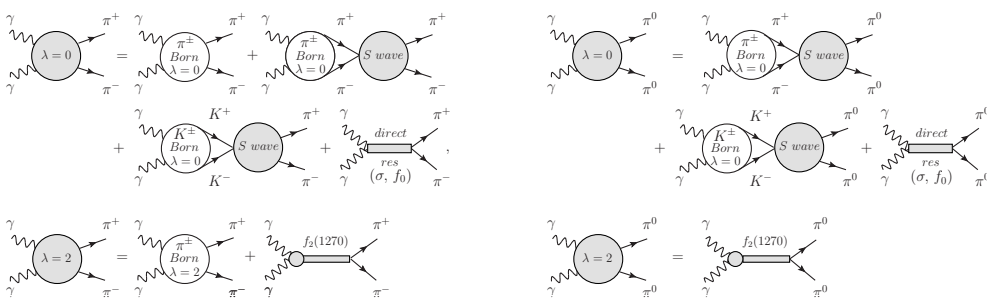 γ π⁺ γ π⁺ γ π⁺ γ π⁰ γ π⁺ π⁰
λ = 0 = π± Born λ = 0 + π± Born λ = 0 S wave λ = 0 = π± Born λ = 0 S wave
γ π⁻ γ π⁻ γ π⁻ π⁻ γ π⁰ γ π⁻ π⁰
γ K⁺ π⁺ γ π⁺ γ K⁺ π⁰ γ π⁰
+ K± Born λ = 0 S wave + direct res (σ, f₀) , + K± Born λ = 0 S wave + direct res (σ, f₀)
γ K⁻ π⁻ γ π⁻ γ K⁻ π⁰ γ π⁰
γ π⁺ γ π⁺ γ π⁺ γ π⁰ γ π⁰
λ = 2 = π± Born λ = 2 + f₂(1270) λ = 2 = f₂(1270)
γ π⁻ γ π⁻ γ π⁻ γ π⁰ γ π⁰